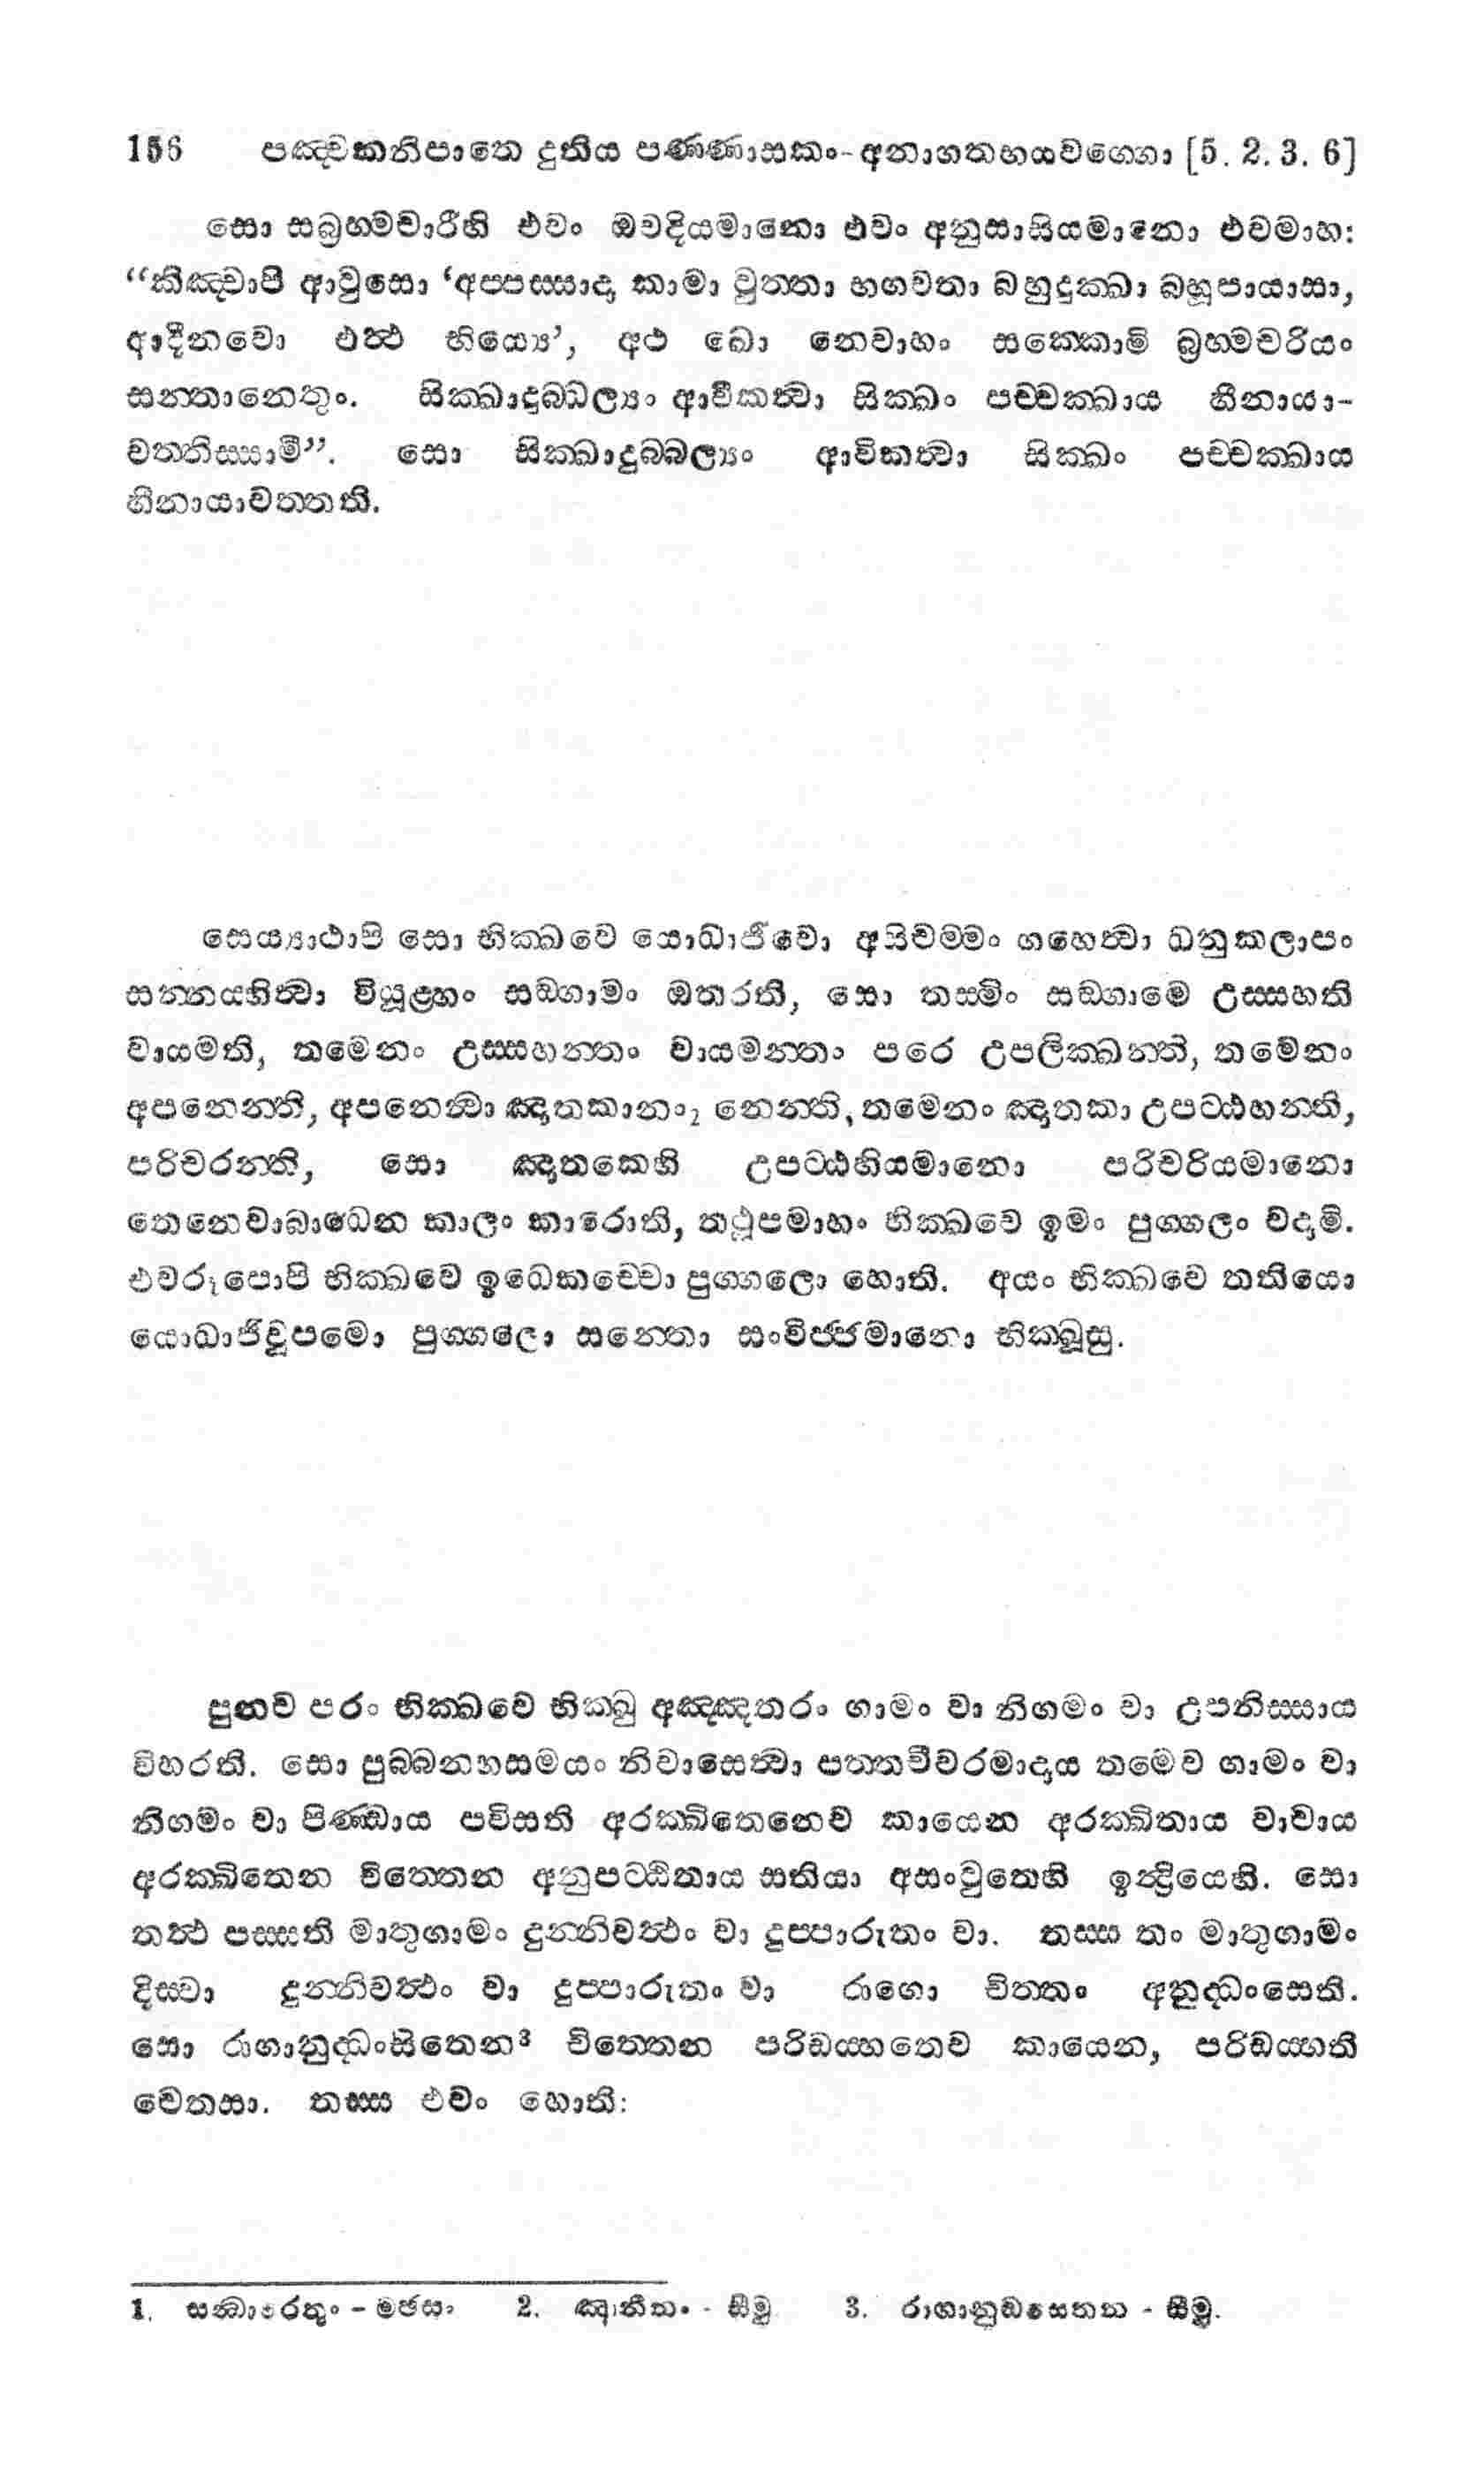 156 පඤ්චකනිපාතෙ දුතිය පණ්ණාසකං-අනාගතභයවග්ගො [5. 2. 3. 6]
සො සබ්‍රහ්මචාරීහි එවං ඔවදියමානො එවං අනුසාසියමානො එවමාහ:
“කිඤ්චාපි ආවුසො ‘අප්පස්සාදා කාමා වුත්තා භගවතා බහුදුක්ඛා බහූපායාසා,
ආදීනවො එත්ථ භිය්‍යො’, අථ ඛො නෙවාහං සක්කොමි බ්‍රහ්මචරියං
සන්තානෙතුං. සික්ඛාදුබ්බල්‍යං ආවිකත්වා සික්ඛං පච්චක්ඛාය හීනායා-
වත්තිස්සාමී”. සො සික්ඛාදුබ්බල්‍යං ආවිකත්වා සික්ඛං පච්චක්ඛාය
හීනායාවත්තති.
සෙය්‍යාථාපි සො භික්ඛවෙ යොධාජීවො අසිචම්මං ගහෙත්වා ධනුකලාපං
සන්නය්හිත්වා වියූළ්හං සඞ්ගාමං ඔතරති, සො තස්මිං සඞ්ගාමෙ උස්සහති
වායමති, තමෙනං උස්සහන්තං වායමන්තං පරෙ උපලික්ඛන්ති, තමෙනං
අපනෙන්ති, අපනෙත්වා ඤාතකානං₂ නෙන්ති, තමෙනං ඤාතකා උපට්ඨහන්ති,
පරිචරන්ති, සො ඤාතකෙහි උපට්ඨහියමානො පරිචරියමානො
තෙනෙවාබාධෙන කාලං කාරොති, තථූපමාහං භික්ඛවෙ ඉමං පුග්ගලං වදාමි.
එවරූපොපි භික්ඛවෙ ඉධෙකච්චො පුග්ගලො හොති. අයං භික්ඛවෙ තතියො
යොධාජීවූපමො පුග්ගලො සන්තො සංවිජ්ජමානො භික්ඛූසු.
පුනච පරං භික්ඛවෙ භික්ඛු අඤ්ඤතරං ගාමං වා නිගමං වා උපනිස්සාය
විහරති. සො පුබ්බන්හසමයං නිවාසෙත්වා පත්තචීවරමාදාය තමෙව ගාමං වා
නිගමං වා පිණ්ඩාය පවිසති අරක්ඛිතෙනෙව කායෙන අරක්ඛිතාය වාචාය
අරක්ඛිතෙන චිත්තෙන අනුපට්ඨිතාය සතියා අසංවුතෙහි ඉන්ද්‍රියෙහි. සො
තත්ථ පස්සති මාතුගාමං දුන්නිවත්ථං වා දුප්පාරුතං වා. තස්ස තං මාතුගාමං
දිස්වා දුන්නිවත්ථං වා දුප්පාරුතං වා රාගො චිත්තං අනුද්ධංසෙති.
සො රාගානුද්ධංසිතෙන³ චිත්තෙන පරිඩය්හතෙව කායෙන, පරිඩය්හති
චෙතසා. තස්ස එවං හොති:
1. සන්ධාරෙතුං - මඡසං 2. ඤාතීනං - සීමු 3. රාගානුඩසෙතන - සීමු.